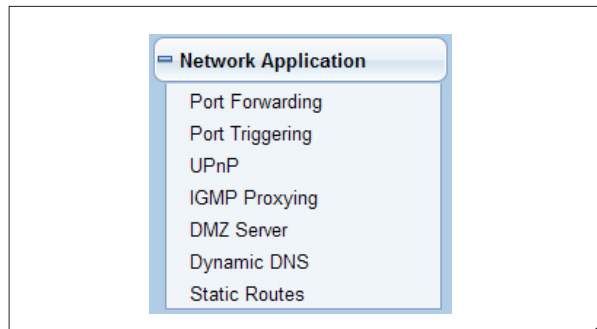 Network Application
Port Forwarding
Port Triggering
UPnP
IGMP Proxying
DMZ Server
Dynamic DNS
Static Routes